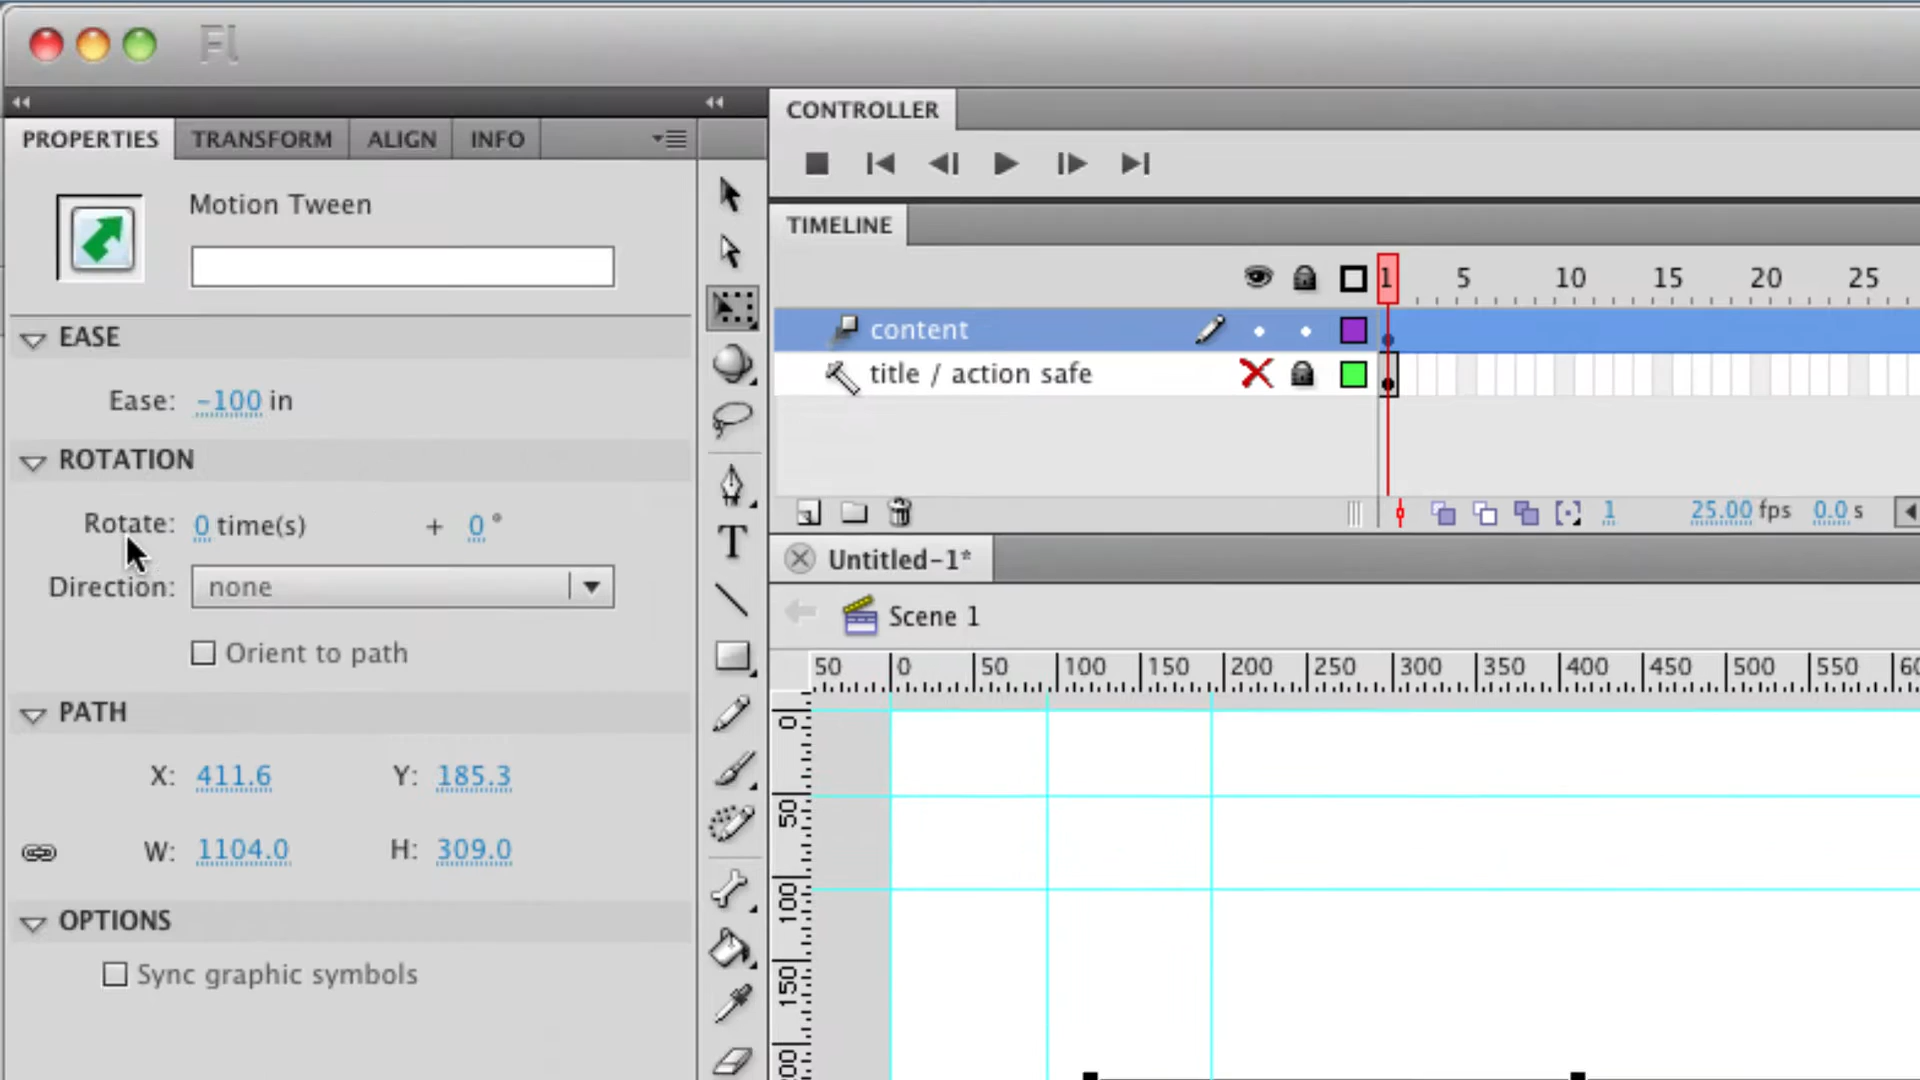 Fl
PROPERTIES TRANSFORM ALIGN INFO
Motion Tween
EASE
Ease: -100 in
ROTATION
Rotate: 0 time(s) + 0 °
Direction: none
Orient to path
PATH
X: 411.6 Y: 185.3
W: 1104.0 H: 309.0
OPTIONS
Sync graphic symbols
T
CONTROLLER
TIMELINE
1 5 10 15 20 25
content
title / action safe
1 25.00 fps 0.0 s
Untitled-1*
Scene 1
50 0 50 100 150 200 250 300 350 400 450 500 550
0
50
100
150
200